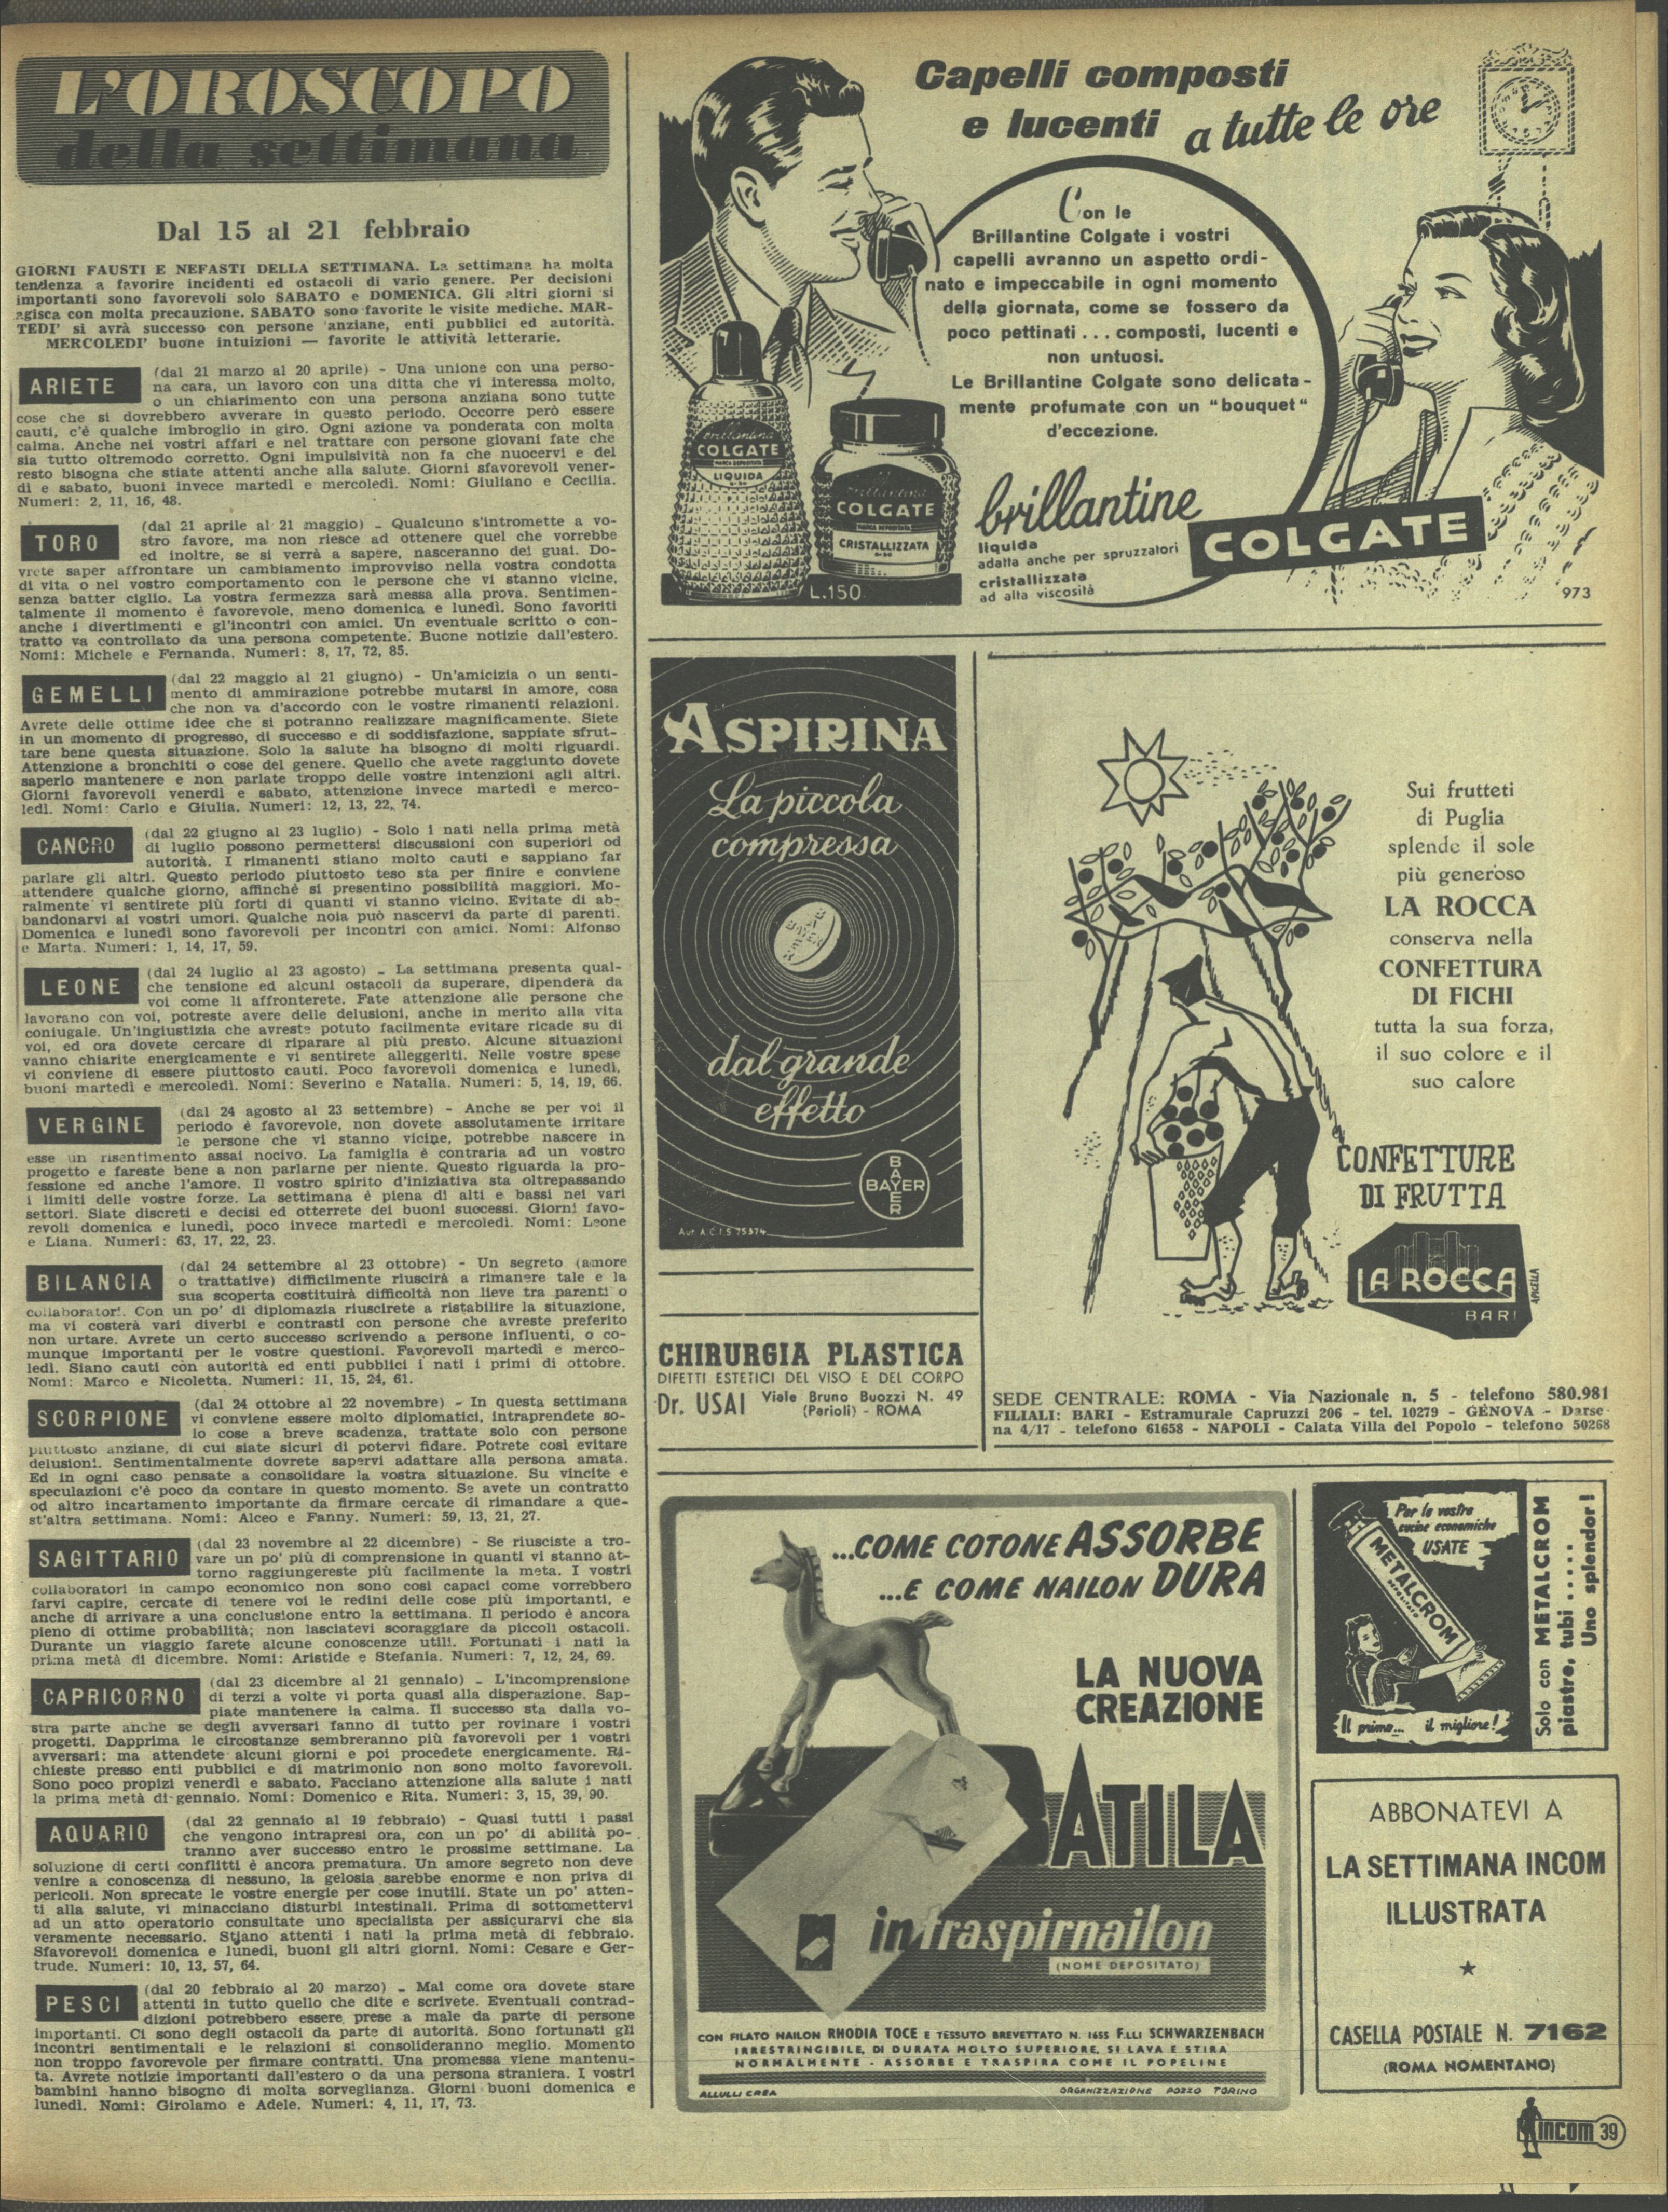 L'OROSCOPO
della settimana
Dal 15 al 21 febbraio
GIORNI FAUSTI E NEFASTI DELLA SETTIMANA. La settimana ha molta
tendenza a favorire incidenti ed ostacoli di vario genere. Per decisioni
importanti sono favorevoli solo SABATO e DOMENICA. Gli altri giorni si
agisca con molta precauzione. SABATO sono favorite le visite mediche. MAR-
TEDI' si avrà successo con persone anziane, enti pubblici ed autorità.
MERCOLEDI' buone intuizioni — favorite le attività letterarie.
ARIETE (dal 21 marzo al 20 aprile) - Una unione con una perso-
na cara, un lavoro con una ditta che vi interessa molto,
o un chiarimento con una persona anziana sono tutte
cose che si dovrebbero avverare in questo periodo. Occorre però essere
cauti, c'è qualche imbroglio in giro. Ogni azione va ponderata con molta
calma. Anche nei vostri affari e nel trattare con persone giovani fate che
sia tutto oltremodo corretto. Ogni impulsività non fa che nuocervi e del
resto bisogna che stiate attenti anche alla salute. Giorni sfavorevoli vener-
dì e sabato, buoni invece martedì e mercoledì. Nomi: Giuliano e Cecilia.
Numeri: 2, 11, 16, 48.
TORO (dal 21 aprile al 21 maggio) - Qualcuno s'intromette a vo-
stro favore, ma non riesce ad ottenere quel che vorrebbe
ed inoltre, se si verrà a sapere, nasceranno dei guai. Do-
vrete saper affrontare un cambiamento improvviso nella vostra condotta
di vita o nel vostro comportamento con le persone che vi stanno vicine,
senza batter ciglio. La vostra fermezza sarà messa alla prova. Sentimen-
talmente il momento è favorevole, meno domenica e lunedì. Sono favoriti
anche i divertimenti e gl'incontri con amici. Un eventuale scritto o con-
tratto va controllato da una persona competente. Buone notizie dall'estero.
Nomi: Michele e Fernanda. Numeri: 8, 17, 72, 85.
GEMELLI (dal 22 maggio al 21 giugno) - Un'amicizia o un senti-
mento di ammirazione potrebbe mutarsi in amore, cosa
che non va d'accordo con le vostre rimanenti relazioni.
Avrete delle ottime idee che si potranno realizzare magnificamente. Siete
in un momento di progresso, di successo e di soddisfazione, sappiate sfrut-
tare bene questa situazione. Solo la salute ha bisogno di molti riguardi.
Attenzione a bronchiti o cose del genere. Quello che avete raggiunto dovete
saperlo mantenere e non parlate troppo delle vostre intenzioni agli altri.
Giorni favorevoli venerdì e sabato, attenzione invece martedì e merco-
ledì. Nomi: Carlo e Giulia. Numeri: 12, 13, 22, 74.
CANCRO (dal 22 giugno al 23 luglio) - Solo i nati nella prima metà
di luglio possono permettersi discussioni con superiori od
autorità. I rimanenti stiano molto cauti e sappiano far
parlare gli altri. Questo periodo piuttosto teso sta per finire e conviene
attendere qualche giorno, affinchè si presentino possibilità maggiori. Mo-
ralmente vi sentirete più forti di quanti vi stanno vicino. Evitate di ab-
bandonarvi ai vostri umori. Qualche noia può nascervi da parte di parenti.
Domenica e lunedì sono favorevoli per incontri con amici. Nomi: Alfonso
e Marta. Numeri: 1, 14, 17, 59.
LEONE (dal 24 luglio al 23 agosto) - La settimana presenta qual-
che tensione ed alcuni ostacoli da superare, dipenderà da
voi come li affronterete. Fate attenzione alle persone che
lavorano con voi, potreste avere delle delusioni, anche in merito alla vita
coniugale. Un'ingiustizia che avreste potuto facilmente evitare ricade su di
voi, ed ora dovete cercare di riparare al più presto. Alcune situazioni
vanno chiarite energicamente e vi sentirete alleggeriti. Nelle vostre spese
vi conviene di essere piuttosto cauti. Poco favorevoli domenica e lunedì,
buoni martedì e mercoledì. Nomi: Severino e Natalia. Numeri: 5, 14, 19, 66.
VERGINE (dal 24 agosto al 23 settembre) - Anche se per voi il
periodo è favorevole, non dovete assolutamente irritare
le persone che vi stanno vicine, potrebbe nascere in
esse un risentimento assai nocivo. La famiglia è contraria ad un vostro
progetto e fareste bene a non parlarne per niente. Questo riguarda la pro-
fessione ed anche l'amore. Il vostro spirito d'iniziativa sta oltrepassando
i limiti delle vostre forze. La settimana è piena di alti e bassi nei vari
settori. Siate discreti e decisi ed otterrete dei buoni successi. Giorni favo-
revoli domenica e lunedì, poco invece martedì e mercoledì. Nomi: Leone
e Liana. Numeri: 63, 17, 22, 23.
BILANCIA (dal 24 settembre al 23 ottobre) - Un segreto (amore
o trattative) difficilmente riuscirà a rimanere tale e la
sua scoperta costituirà difficoltà non lieve tra parenti o
collaboratori. Con un po' di diplomazia riuscirete a ristabilire la situazione,
ma vi costerà vari diverbi e contrasti con persone che avreste preferito
non urtare. Avrete un certo successo scrivendo a persone influenti, o co-
munque importanti per le vostre questioni. Favorevoli martedì e merco-
ledì. Siano cauti con autorità ed enti pubblici i nati i primi di ottobre.
Nomi: Marco e Nicoletta. Numeri: 11, 15, 24, 61.
SCORPIONE (dal 24 ottobre al 22 novembre) - In questa settimana
vi conviene essere molto diplomatici, intraprendete so-
lo cose a breve scadenza, trattate solo con persone
piuttosto anziane, di cui siate sicuri di potervi fidare. Potrete così evitare
delusioni. Sentimentalmente dovrete sapervi adattare alla persona amata.
Ed in ogni caso pensate a consolidare la vostra situazione. Su vincite e
speculazioni c'è poco da contare in questo momento. Se avete un contratto
od altro incartamento importante da firmare cercate di rimandare a que-
st'altra settimana. Nomi: Alceo e Fanny. Numeri: 59, 13, 21, 27.
SAGITTARIO (dal 23 novembre al 22 dicembre) - Se riusciste a tro-
vare un po' più di comprensione in quanti vi stanno at-
torno raggiungereste più facilmente la meta. I vostri
collaboratori in campo economico non sono così capaci come vorrebbero
farvi capire, cercate di tenere voi le redini delle cose più importanti, e
anche di arrivare a una conclusione entro la settimana. Il periodo è ancora
pieno di ottime probabilità; non lasciatevi scoraggiare da piccoli ostacoli.
Durante un viaggio farete alcune conoscenze utili. Fortunati i nati la
prima metà di dicembre. Nomi: Aristide e Stefania. Numeri: 7, 12, 24, 69.
CAPRICORNO (dal 23 dicembre al 21 gennaio) - L'incomprensione
di terzi a volte vi porta quasi alla disperazione. Sap-
piate mantenere la calma. Il successo sta dalla vo-
stra parte anche se degli avversari fanno di tutto per rovinare i vostri
progetti. Dapprima le circostanze sembreranno più favorevoli per i vostri
avversari: ma attendete alcuni giorni e poi procedete energicamente. Ri-
chieste presso enti pubblici e di matrimonio non sono molto favorevoli.
Sono poco propizi venerdì e sabato. Facciano attenzione alla salute i nati
la prima metà di gennaio. Nomi: Domenico e Rita. Numeri: 3, 15, 39, 90.
AQUARIO (dal 22 gennaio al 19 febbraio) - Quasi tutti i passi
che vengono intrapresi ora, con un po' di abilità po-
tranno aver successo entro le prossime settimane. La
soluzione di certi conflitti è ancora prematura. Un amore segreto non deve
venire a conoscenza di nessuno, la gelosia sarebbe enorme e non priva di
pericoli. Non sprecate le vostre energie per cose inutili. State un po' atten-
ti alla salute, vi minacciano disturbi intestinali. Prima di sottomettervi
ad un atto operatorio consultate uno specialista per assicurarvi che sia
veramente necessario. Stiano attenti i nati la prima metà di febbraio.
Sfavorevoli domenica e lunedì, buoni gli altri giorni. Nomi: Cesare e Ger-
trude. Numeri: 10, 13, 57, 64.
PESCI (dal 20 febbraio al 20 marzo) - Mai come ora dovete stare
attenti in tutto quello che dite e scrivete. Eventuali contrad-
dizioni potrebbero essere prese a male da parte di persone
importanti. Ci sono degli ostacoli da parte di autorità. Sono fortunati gli
incontri sentimentali e le relazioni si consolideranno meglio. Momento
non troppo favorevole per firmare contratti. Una promessa viene mantenu-
ta. Avrete notizie importanti dall'estero o da una persona straniera. I vostri
bambini hanno bisogno di molta sorveglianza. Giorni buoni domenica e
lunedì. Nomi: Girolamo e Adele. Numeri: 4, 11, 17, 73.
Capelli composti
e lucenti a tutte le ore
Con le
Brillantine Colgate i vostri
capelli avranno un aspetto ordi-
nato e impeccabile in ogni momento
della giornata, come se fossero da
poco pettinati... composti, lucenti e
non untuosi.
Le Brillantine Colgate sono delicata-
mente profumate con un "bouquet"
d'eccezione.
brillantina
COLGATE
MARCA DEPOSITATA
LIQUIDA
brillantina
COLGATE
MARCA DEPOSITATA
CRISTALLIZZATA
L.150
brillantine
COLGATE
liquida
adatta anche per spruzzatori
cristallizzata
ad alta viscosità
973
ASPIRINA
La piccola
compressa
BAYER
dal grande
effetto
BAYER
BAYER
Aut. A.C.I.S 75374
CHIRURGIA PLASTICA
DIFETTI ESTETICI DEL VISO E DEL CORPO
Dr. USAI Viale Bruno Buozzi N. 49
(Parioli) - ROMA
Sui frutteti
di Puglia
splende il sole
più generoso
LA ROCCA
conserva nella
CONFETTURA
DI FICHI
tutta la sua forza,
il suo colore e il
suo calore
CONFETTURE
DI FRUTTA
LA ROCCA
BARI
APICELLA
SEDE CENTRALE: ROMA - Via Nazionale n. 5 - telefono 580.981
FILIALI: BARI - Estramurale Capruzzi 206 - tel. 10279 - GÉNOVA - Darse-
na 4/17 - telefono 61658 - NAPOLI - Calata Villa del Popolo - telefono 50268
...COME COTONE ASSORBE
...E COME NAILON DURA
LA NUOVA
CREAZIONE
ATILA
intraspirnailon
(NOME DEPOSITATO)
CON FILATO NAILON RHODIA TOCE E TESSUTO BREVETTATO N. 1655 F.LLI SCHWARZENBACH
IRRESTRINGIBILE, DI DURATA MOLTO SUPERIORE, SI LAVA E STIRA
NORMALMENTE - ASSORBE E TRASPIRA COME IL POPELINE
ALLULLI CREA
ORGANIZZAZIONE POZZO TORINO
Per le vostre
cucine economiche
USATE
METALCROM
Il primo... il migliore!
Solo con METALCROM
piastre, tubi.....
Uno splendor!
ABBONATEVI A
LA SETTIMANA INCOM
ILLUSTRATA
★
CASELLA POSTALE N. 7162
(ROMA NOMENTANO)
INCOM 39